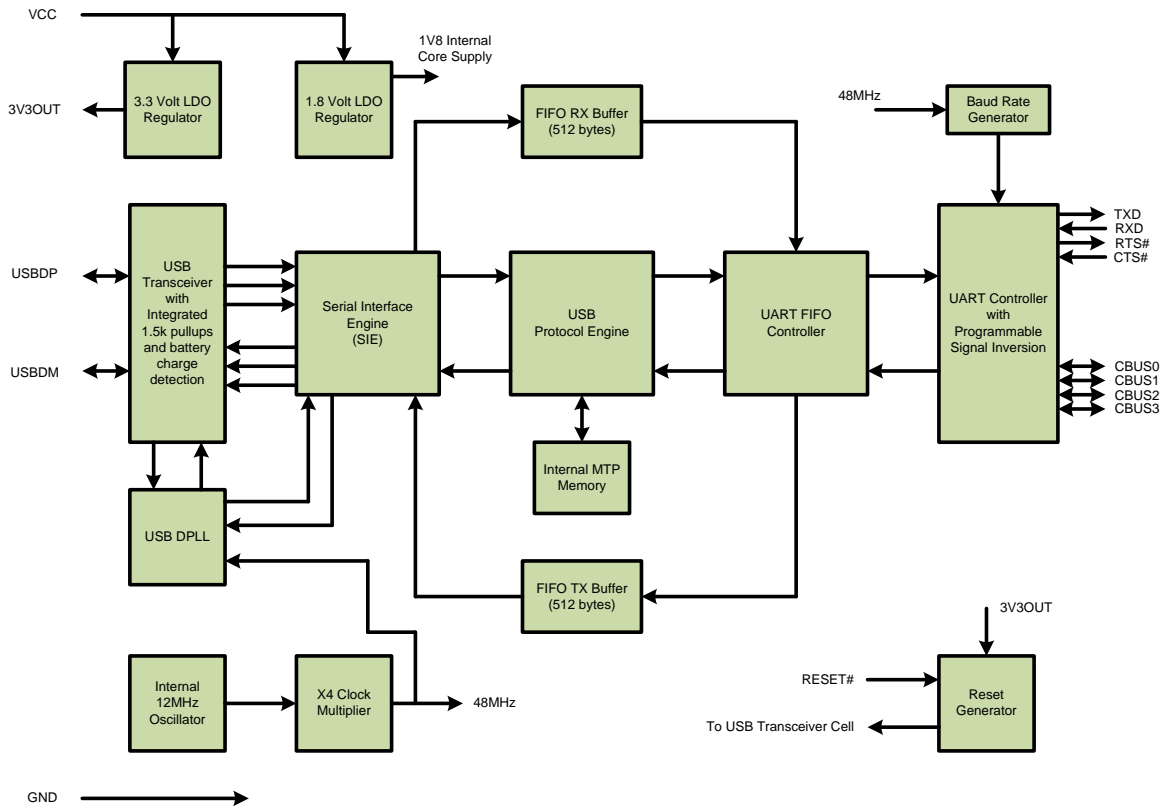 VCC
1V8 Internal
Core Supply
3V3OUT
3.3 Volt LDO
Regulator
1.8 Volt LDO
Regulator
FIFO RX Buffer
(512 bytes)
48MHz
Baud Rate
Generator
USBDP
USBDM
USB
Transceiver
with
Integrated
1.5k pullups
and battery
charge
detection
Serial Interface
Engine
(SIE)
USB
Protocol Engine
UART FIFO
Controller
UART Controller
with
Programmable
Signal Inversion
TXD
RXD
RTS#
CTS#
CBUS0
CBUS1
CBUS2
CBUS3
Internal MTP
Memory
USB DPLL
FIFO TX Buffer
(512 bytes)
3V3OUT
Internal
12MHz
Oscillator
X4 Clock
Multiplier
48MHz
RESET#
To USB Transceiver Cell
Reset
Generator
GND